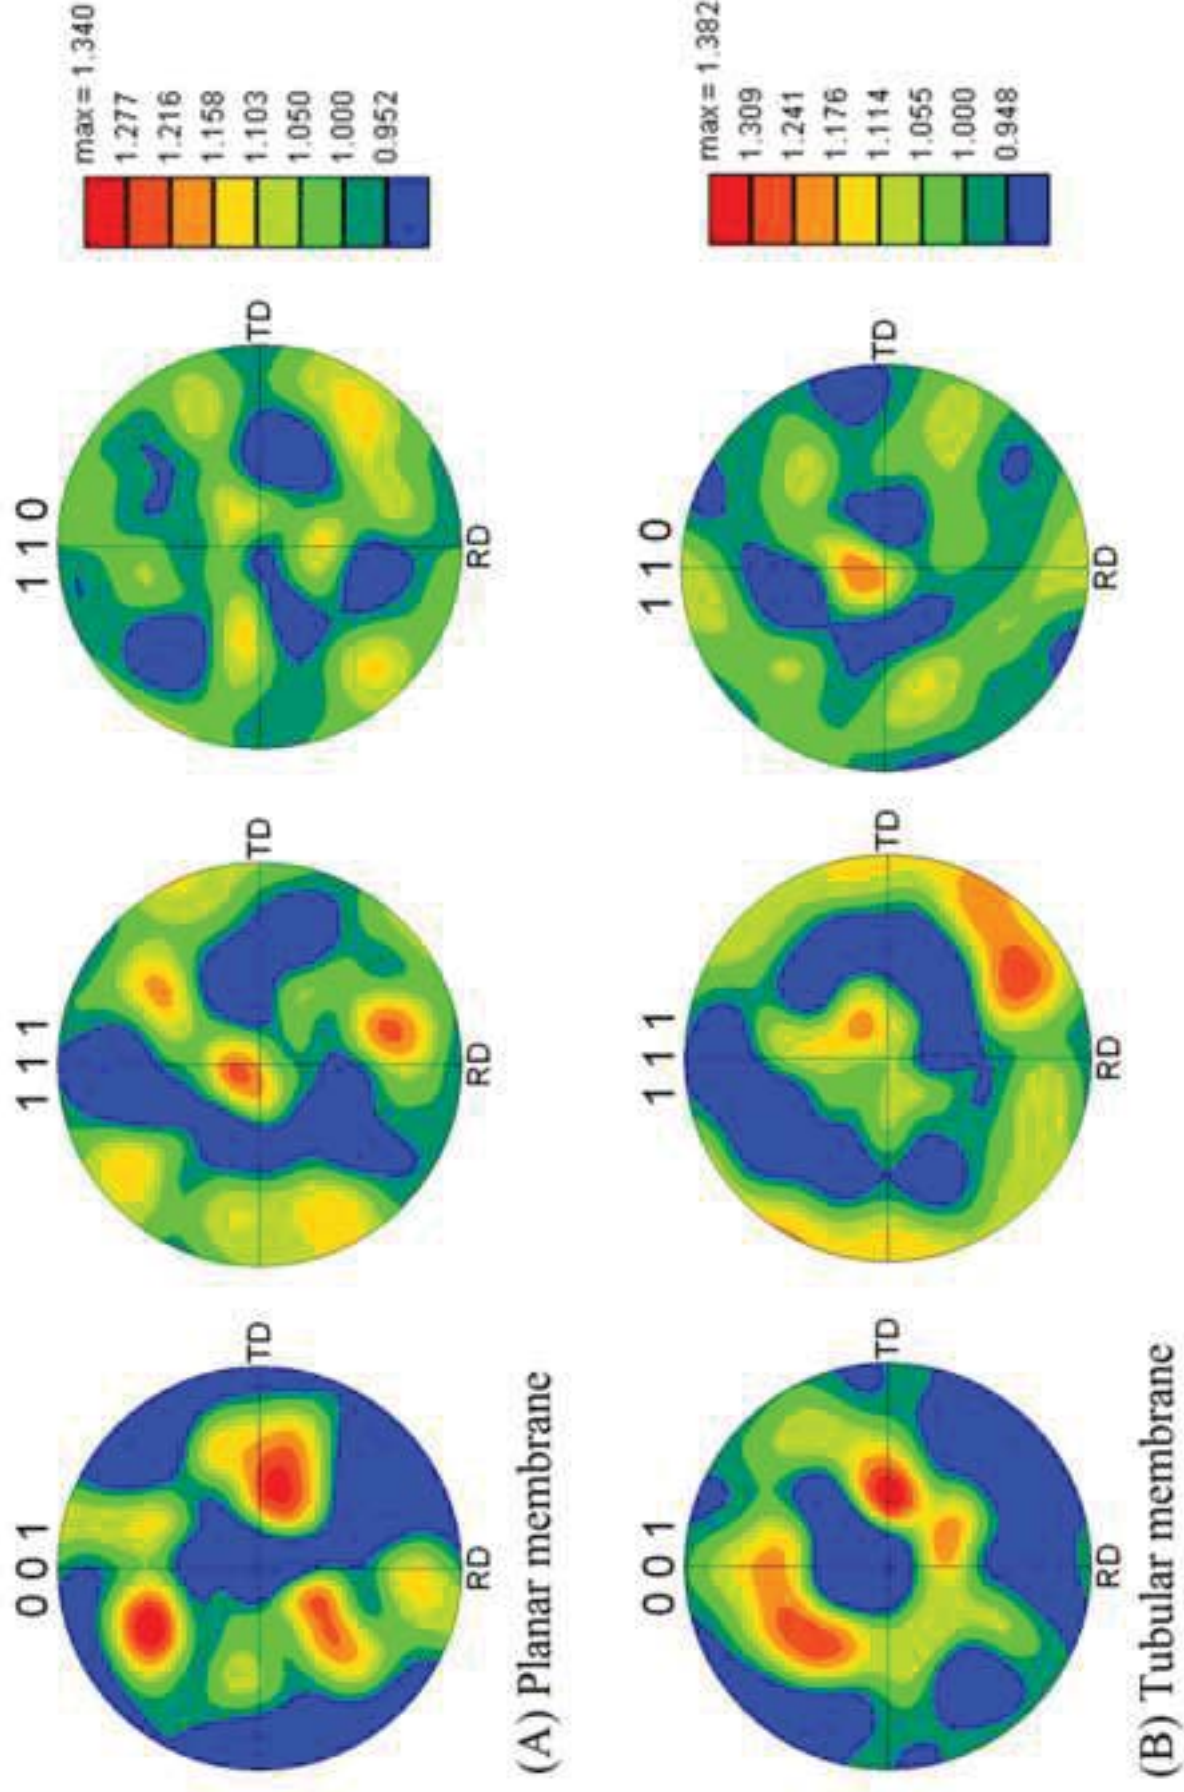 0 0 1
1 1 1
1 1 0
TD
TD
TD
RD
RD
RD
max = 1.340
1.277
1.216
1.158
1.103
1.050
1.000
0.952
(A) Planar membrane
0 0 1
1 1 1
1 1 0
TD
TD
TD
RD
RD
RD
max = 1.382
1.309
1.241
1.176
1.114
1.055
1.000
0.948
(B) Tubular membrane